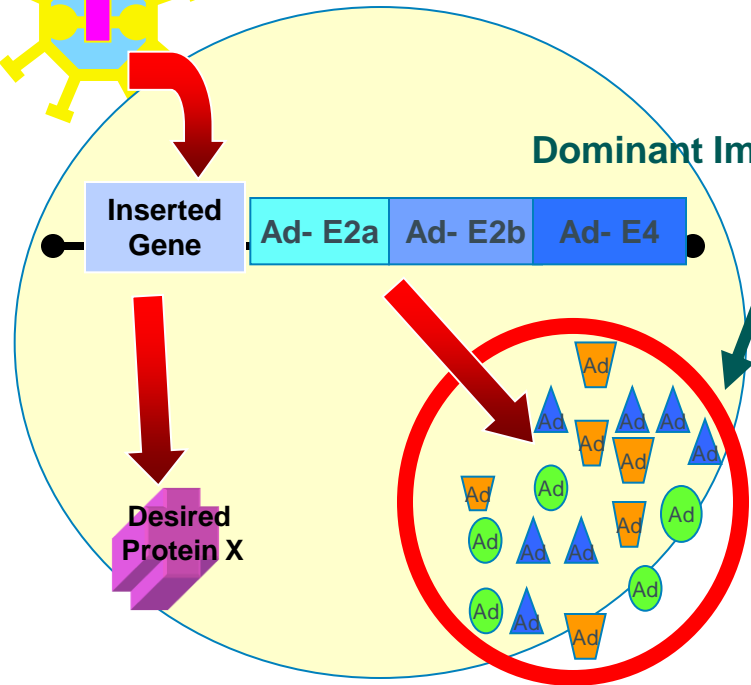 Dominant Im
Inserted
Gene
Ad- E2a Ad- E2b Ad- E4
Ad
Ad Ad Ad
Ad Ad Ad
Ad Ad
Ad Ad
Ad Ad Ad
Ad
Ad Ad
Ad
Desired
Protein X